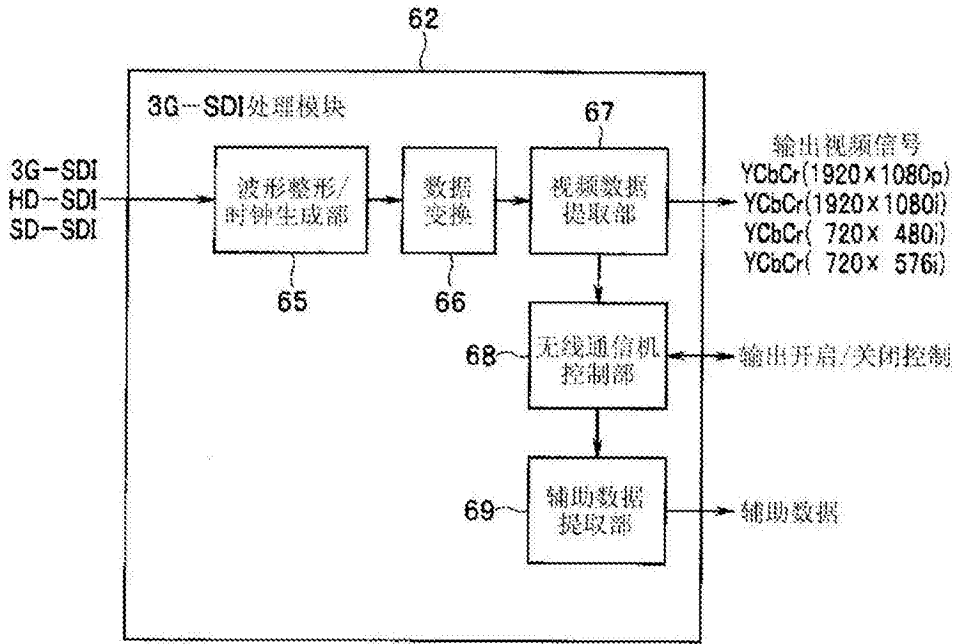 62
3G-SDI处理模块
67
3G-SDI
HD-SDI
SD-SDI
波形整形/
时钟生成部
数据
变换
视频数据
提取部
输出视频信号
YCbCr(1920×1080p)
YCbCr(1920×1080i)
YCbCr( 720× 480i)
YCbCr( 720× 576i)
65
66
68
无线通信机
控制部
输出开启/关闭控制
69
辅助数据
提取部
辅助数据